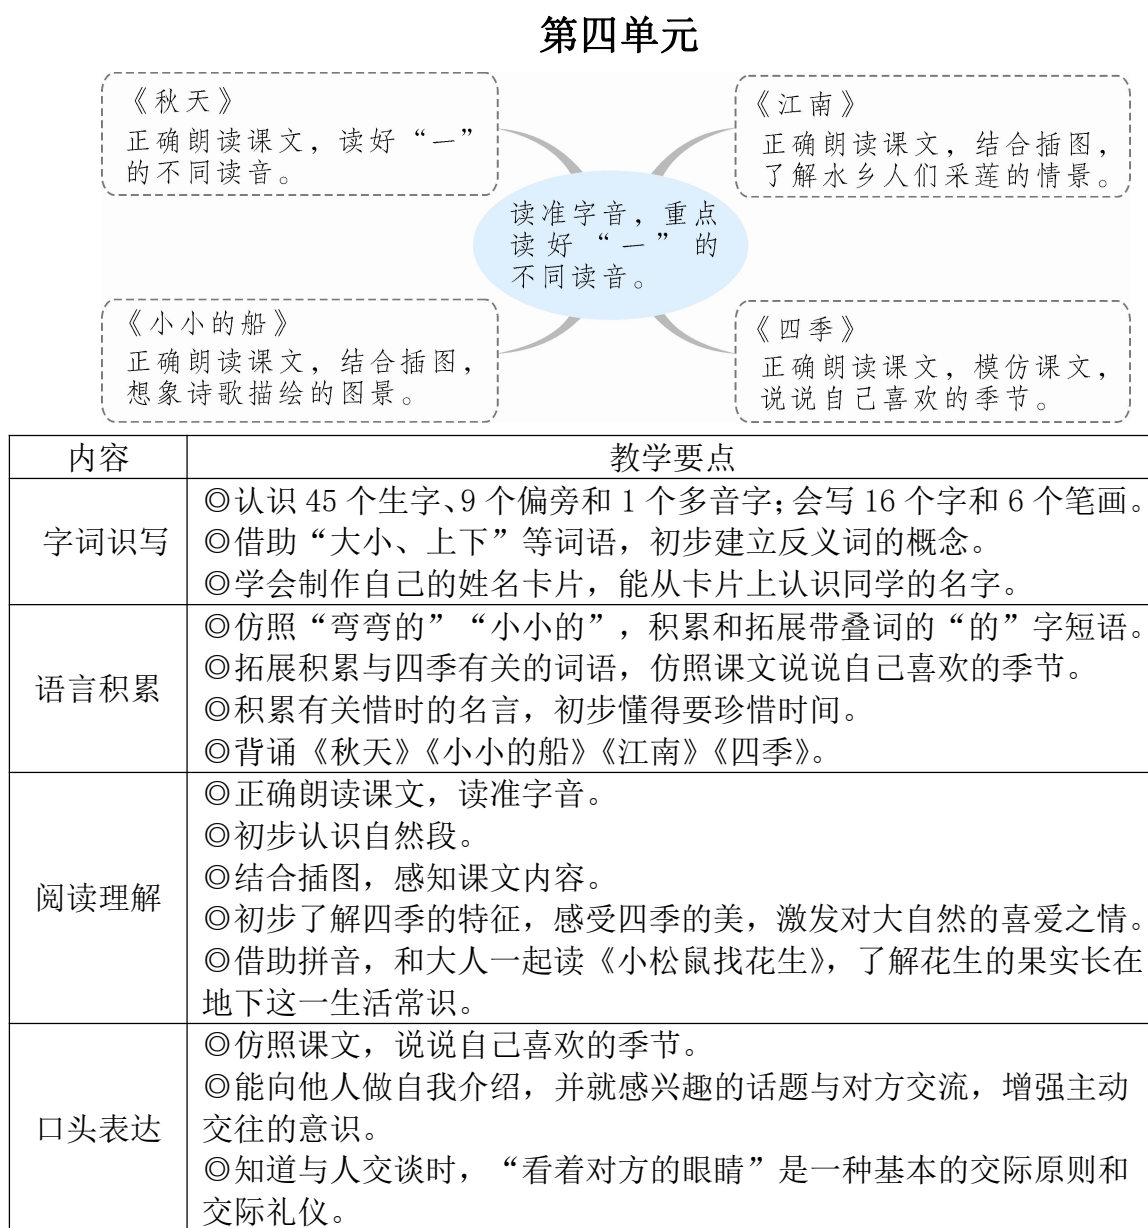 第四单元
《秋天》
正确朗读课文，读好“一”
的不同读音。
《江南》
正确朗读课文，结合插图，
了解水乡人们采莲的情景。
读准字音，重点
读好“一”的
不同读音。
《小小的船》
正确朗读课文，结合插图，
想象诗歌描绘的图景。
《四季》
正确朗读课文，模仿课文，
说说自己喜欢的季节。
内容 教学要点
字词识写
◎认识 45 个生字、9 个偏旁和 1 个多音字；会写 16 个字和 6 个笔画。
◎借助“大小、上下”等词语，初步建立反义词的概念。
◎学会制作自己的姓名卡片，能从卡片上认识同学的名字。
语言积累
◎仿照“弯弯的”“小小的”，积累和拓展带叠词的“的”字短语。
◎拓展积累与四季有关的词语，仿照课文说说自己喜欢的季节。
◎积累有关惜时的名言，初步懂得要珍惜时间。
◎背诵《秋天》《小小的船》《江南》《四季》。
阅读理解
◎正确朗读课文，读准字音。
◎初步认识自然段。
◎结合插图，感知课文内容。
◎初步了解四季的特征，感受四季的美，激发对大自然的喜爱之情。
◎借助拼音，和大人一起读《小松鼠找花生》，了解花生的果实长在
地下这一生活常识。
口头表达
◎仿照课文，说说自己喜欢的季节。
◎能向他人做自我介绍，并就感兴趣的话题与对方交流，增强主动
交往的意识。
◎知道与人交谈时，“看着对方的眼睛”是一种基本的交际原则和
交际礼仪。